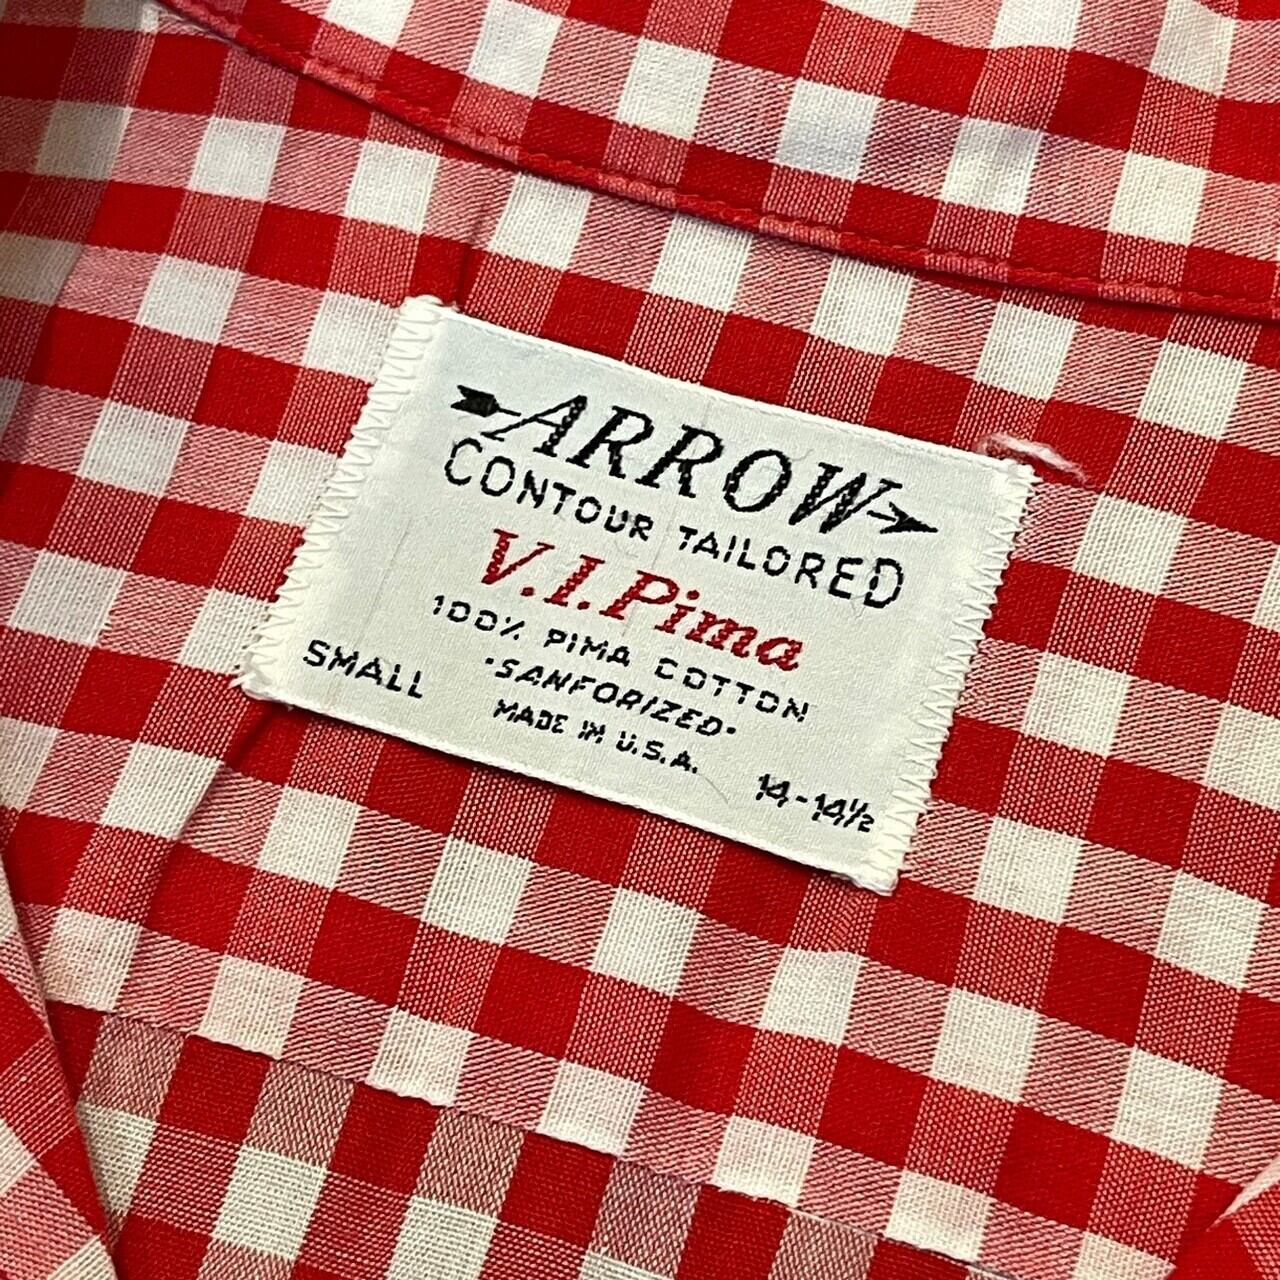 ARROW
CONTOUR TAILORED
V.I.Pima
100% PIMA COTTON
SMALL "SANFORIZED"
MADE IN U.S.A. 14-14½